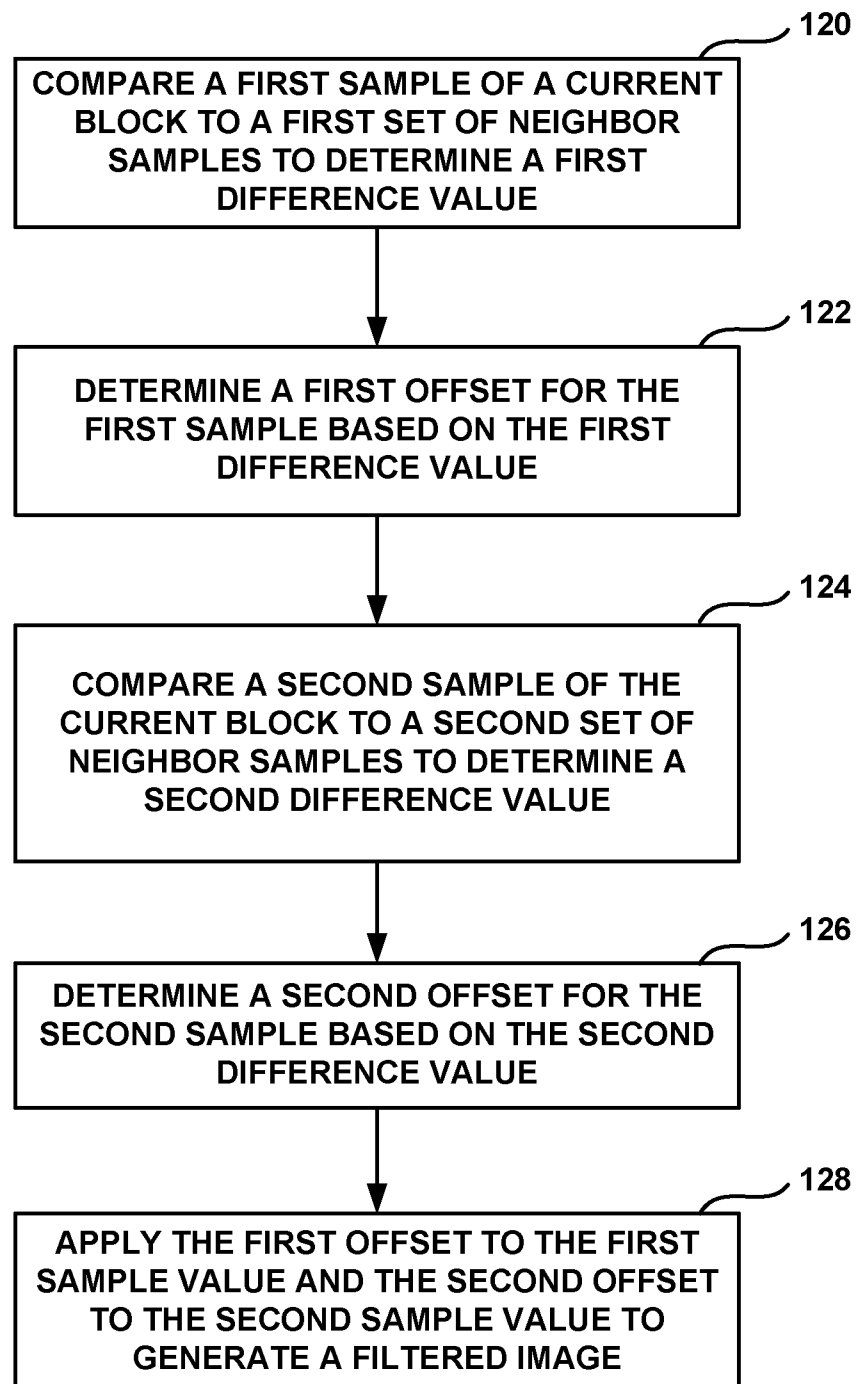 120
COMPARE A FIRST SAMPLE OF A CURRENT
BLOCK TO A FIRST SET OF NEIGHBOR
SAMPLES TO DETERMINE A FIRST
DIFFERENCE VALUE
122
DETERMINE A FIRST OFFSET FOR THE
FIRST SAMPLE BASED ON THE FIRST
DIFFERENCE VALUE
124
COMPARE A SECOND SAMPLE OF THE
CURRENT BLOCK TO A SECOND SET OF
NEIGHBOR SAMPLES TO DETERMINE A
SECOND DIFFERENCE VALUE
126
DETERMINE A SECOND OFFSET FOR THE
SECOND SAMPLE BASED ON THE SECOND
DIFFERENCE VALUE
128
APPLY THE FIRST OFFSET TO THE FIRST
SAMPLE VALUE AND THE SECOND OFFSET
TO THE SECOND SAMPLE VALUE TO
GENERATE A FILTERED IMAGE